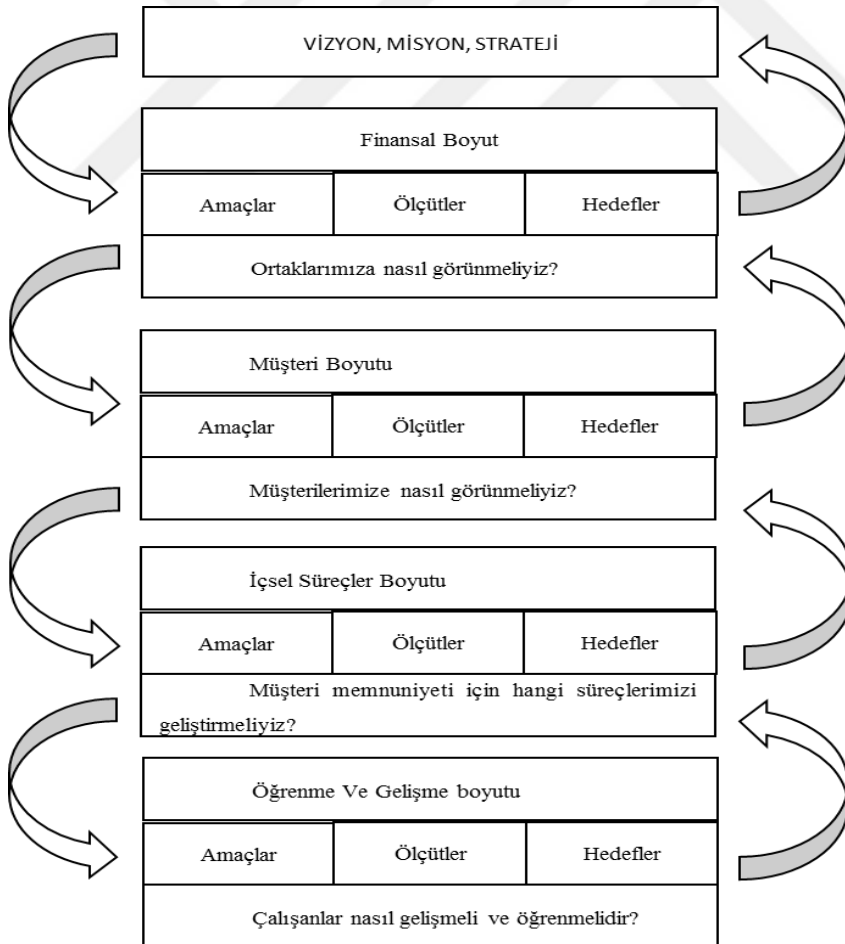 VİZYON, MİSYON, STRATEJİ
Finansal Boyut
Amaçlar Ölçütler Hedefler
Ortaklarımıza nasıl görünmeliyiz?
Müşteri Boyutu
Amaçlar Ölçütler Hedefler
Müşterilerimize nasıl görünmeliyiz?
İçsel Süreçler Boyutu
Amaçlar Ölçütler Hedefler
Müşteri memnuniyeti için hangi süreçlerimizi
geliştirmeliyiz?
Öğrenme Ve Gelişme boyutu
Amaçlar Ölçütler Hedefler
Çalışanlar nasıl gelişmeli ve öğrenmelidir?